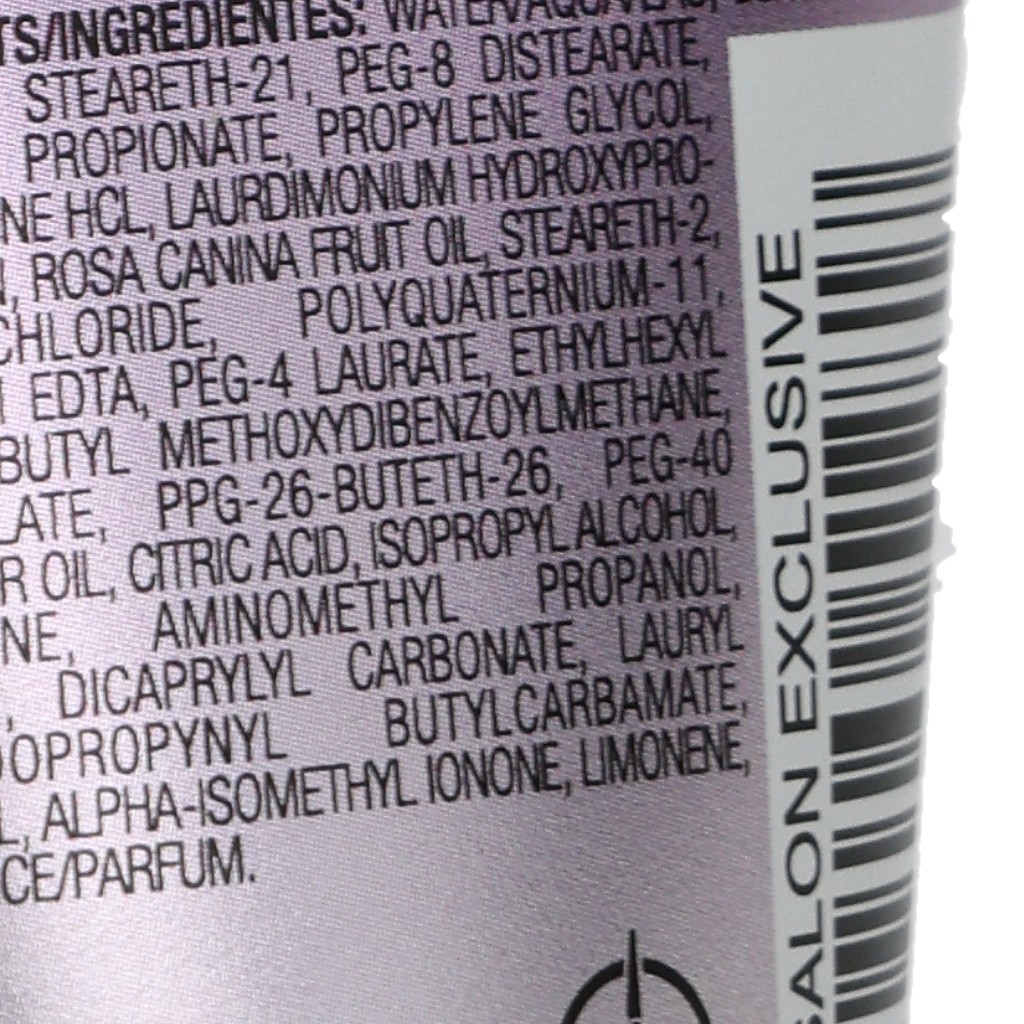 TS/INGREDIENTES: WATER/AQUA/EAU,
STEARETH-21, PEG-8 DISTEARATE,
PROPIONATE, PROPYLENE GLYCOL,
NE HCL, LAURDIMONIUM HYDROXYPRO-
N, ROSA CANINA FRUIT OIL, STEARETH-2,
CHLORIDE, POLYQUATERNIUM-11,
EDTA, PEG-4 LAURATE, ETHYLHEXYL
BUTYL METHOXYDIBENZOYLMETHANE,
ATE, PPG-26-BUTETH-26, PEG-40
R OIL, CITRIC ACID, ISOPROPYL ALCOHOL,
NE, AMINOMETHYL PROPANOL,
, DICAPRYLYL CARBONATE, LAURYL
DOPROPYNYL BUTYLCARBAMATE,
L, ALPHA-ISOMETHYL IONONE, LIMONENE,
CE/PARFUM.
SALON EXCLUSIVE